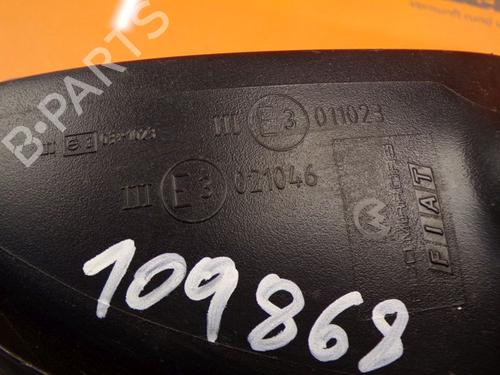 B-PARTS
III E3 011023
III E3 021046
FIAT
109868